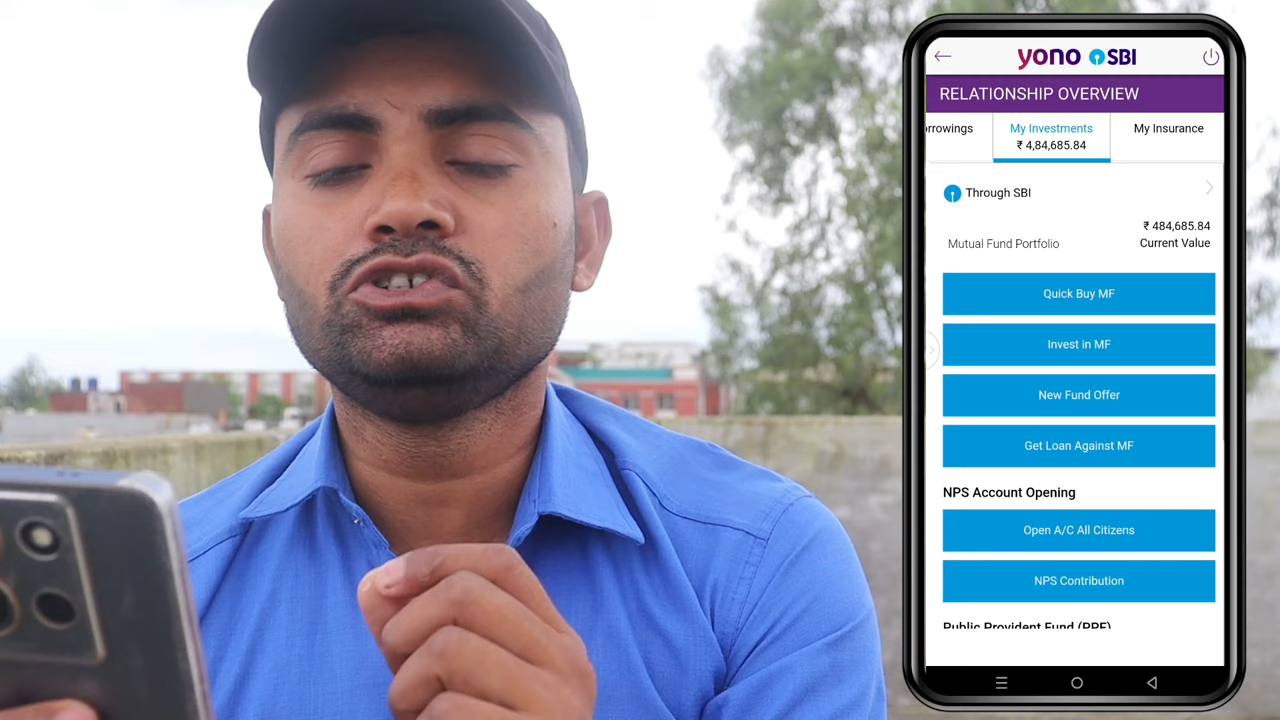 yono SBI
RELATIONSHIP OVERVIEW
rrowings
My Investments
₹ 4,84,685.84
My Insurance
Through SBI
₹ 484,685.84
Mutual Fund Portfolio
Current Value
Quick Buy MF
Invest in MF
New Fund Offer
Get Loan Against MF
NPS Account Opening
Open A/C All Citizens
NPS Contribution
Public Provident Fund (PPF)